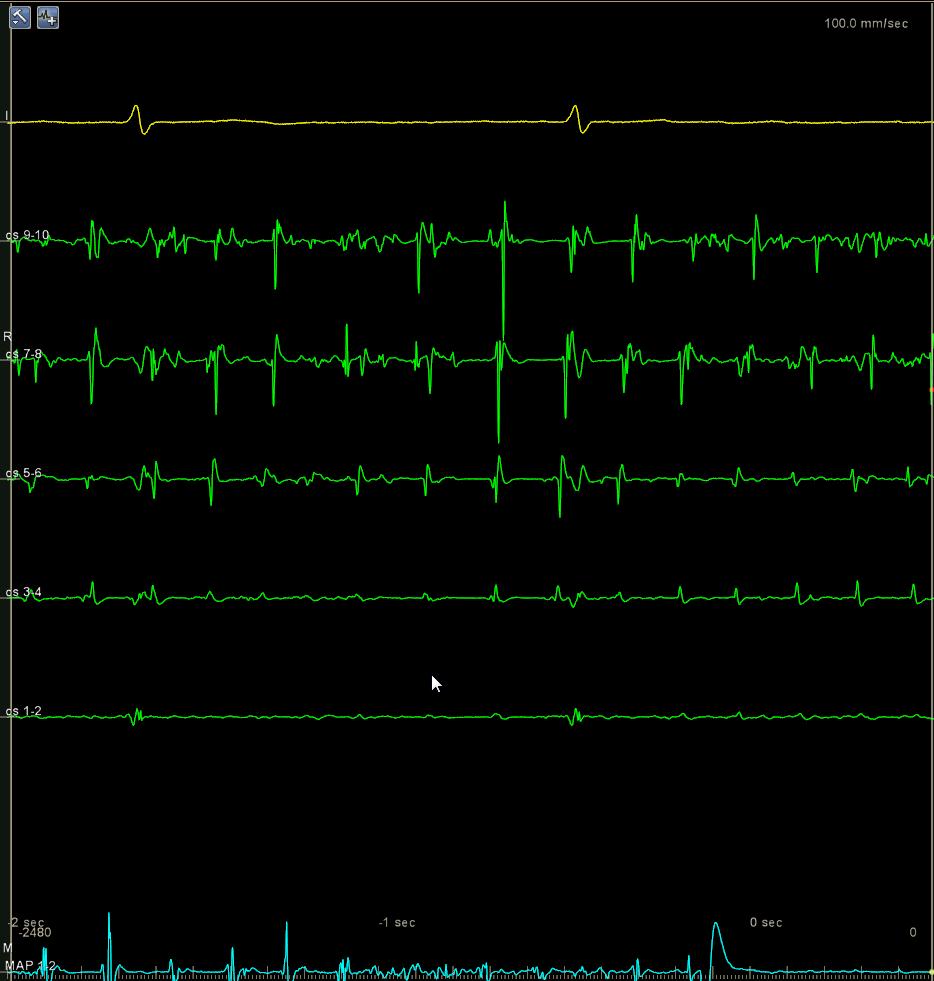 100.0 mm/sec
I
cs 9-10
R
cs 7-8
cs 5-6
cs 3-4
cs 1-2
-2 sec
-1 sec
0 sec
-2480
0
M
MAP 1-2